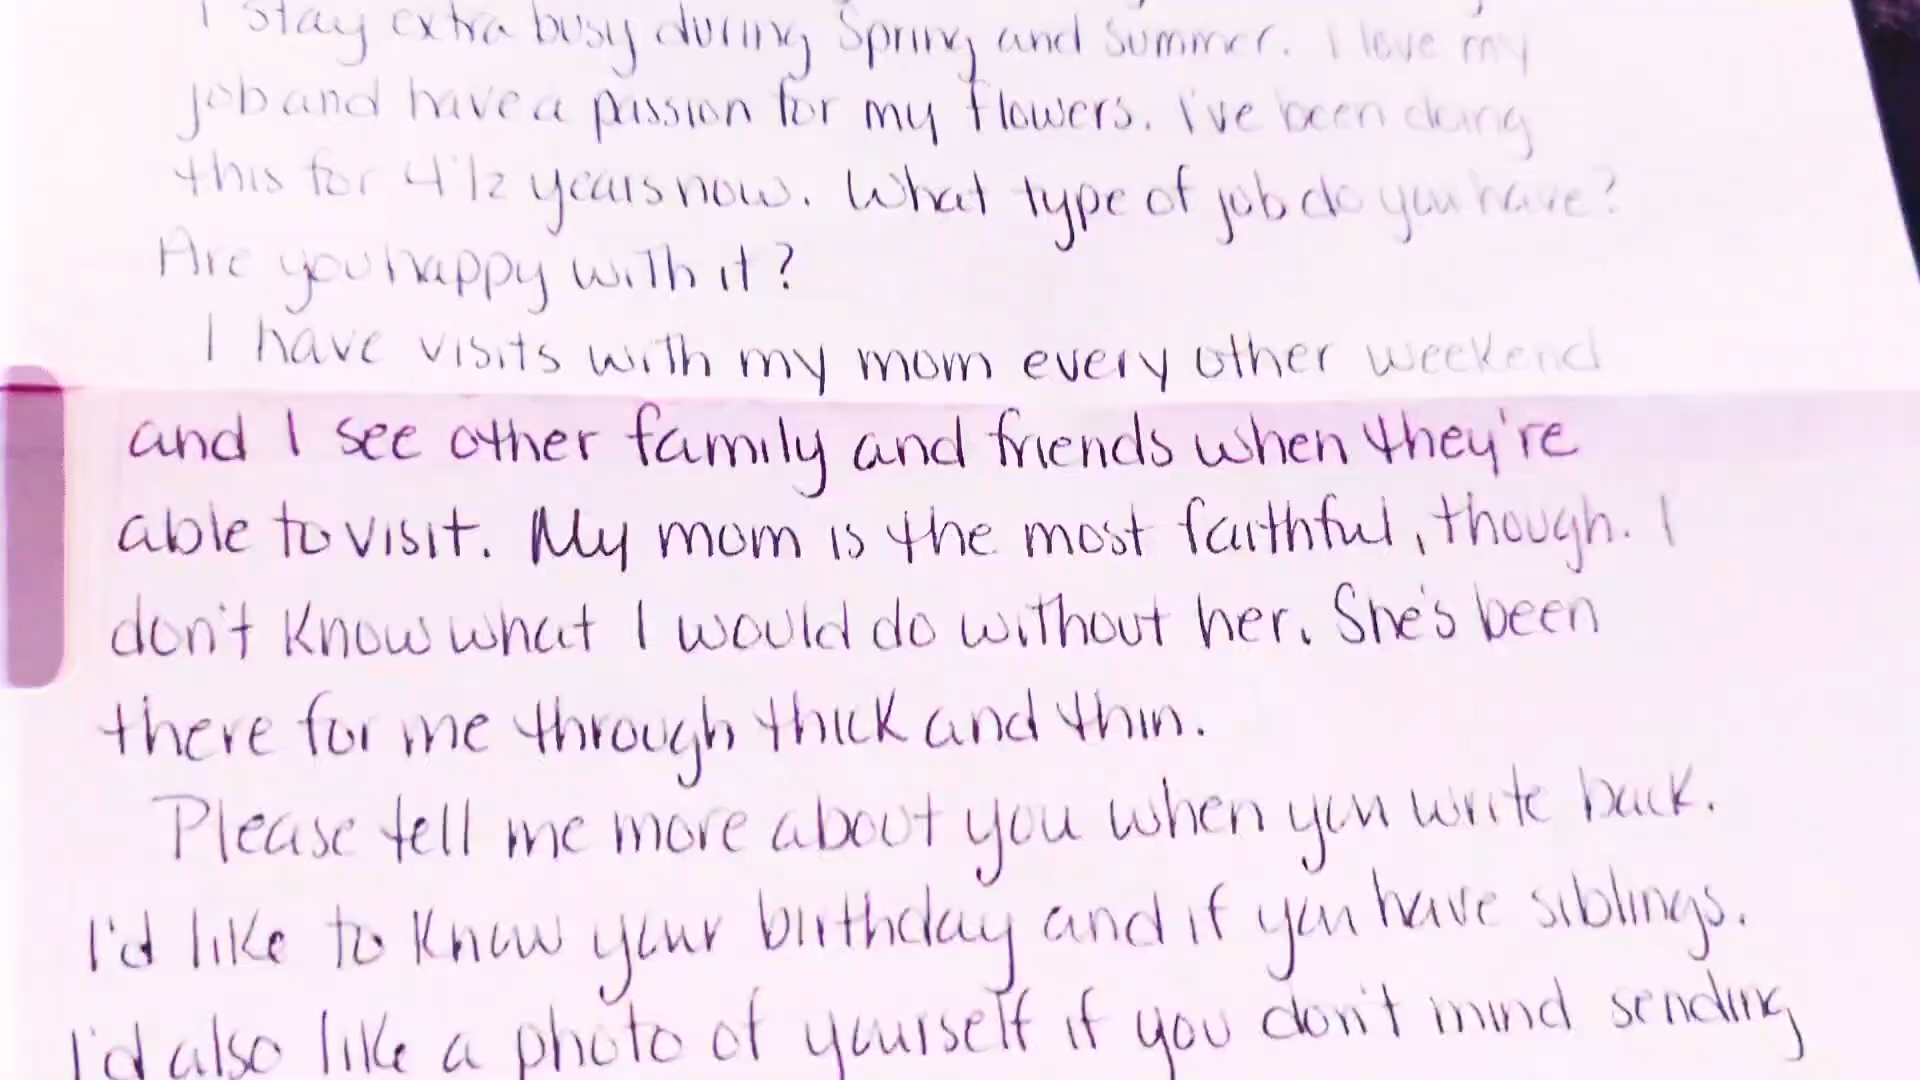 I stay extra busy during Spring and Summer. I love my
job and have a passion for my flowers. I've been doing
this for 4 1/2 years now. What type of job do you have?
Are you happy with it?
I have visits with my mom every other weekend
and I see other family and friends when they're
able to visit. My mom is the most faithful, though. I
don't know what I would do without her. She's been
there for me through thick and thin.
Please tell me more about you when you write back.
I'd like to know your birthday and if you have siblings.
I'd also like a photo of yourself if you don't mind sending